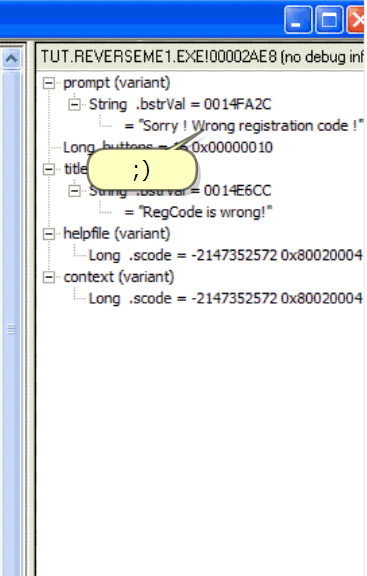 TUT.REVERSEME1.EXE!00002AE8 (no debug inf
prompt (variant)
String .bstrVal = 0014FA2C
= "Sorry ! Wrong registration code !"
Long buttons = 16 0x00000010
;)
title
String .bstrVal = 0014E6CC
= "RegCode is wrong!"
helpfile (variant)
Long .scode = -2147352572 0x80020004
context (variant)
Long .scode = -2147352572 0x80020004